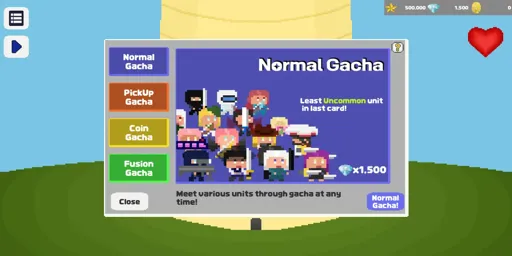 500.000
1.500
Normal
Gacha
PickUp
Gacha
Coin
Gacha
Fusion
Gacha
Close
?
Normal Gacha
Least Uncommon unit
in last card!
x1.500
Meet various units through gacha at any
time!
Normal
Gacha!